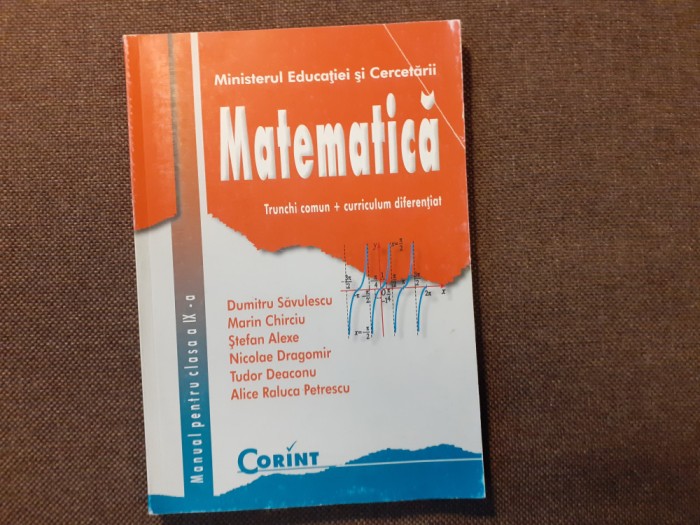 Ministerul Educației și Cercetării
Matematică
Trunchi comun + curriculum diferențiat
Dumitru Săvulescu
Marin Chirciu
Ștefan Alexe
Nicolae Dragomir
Tudor Deaconu
Alice Raluca Petrescu
Manual pentru clasa a IX - a
CORINT